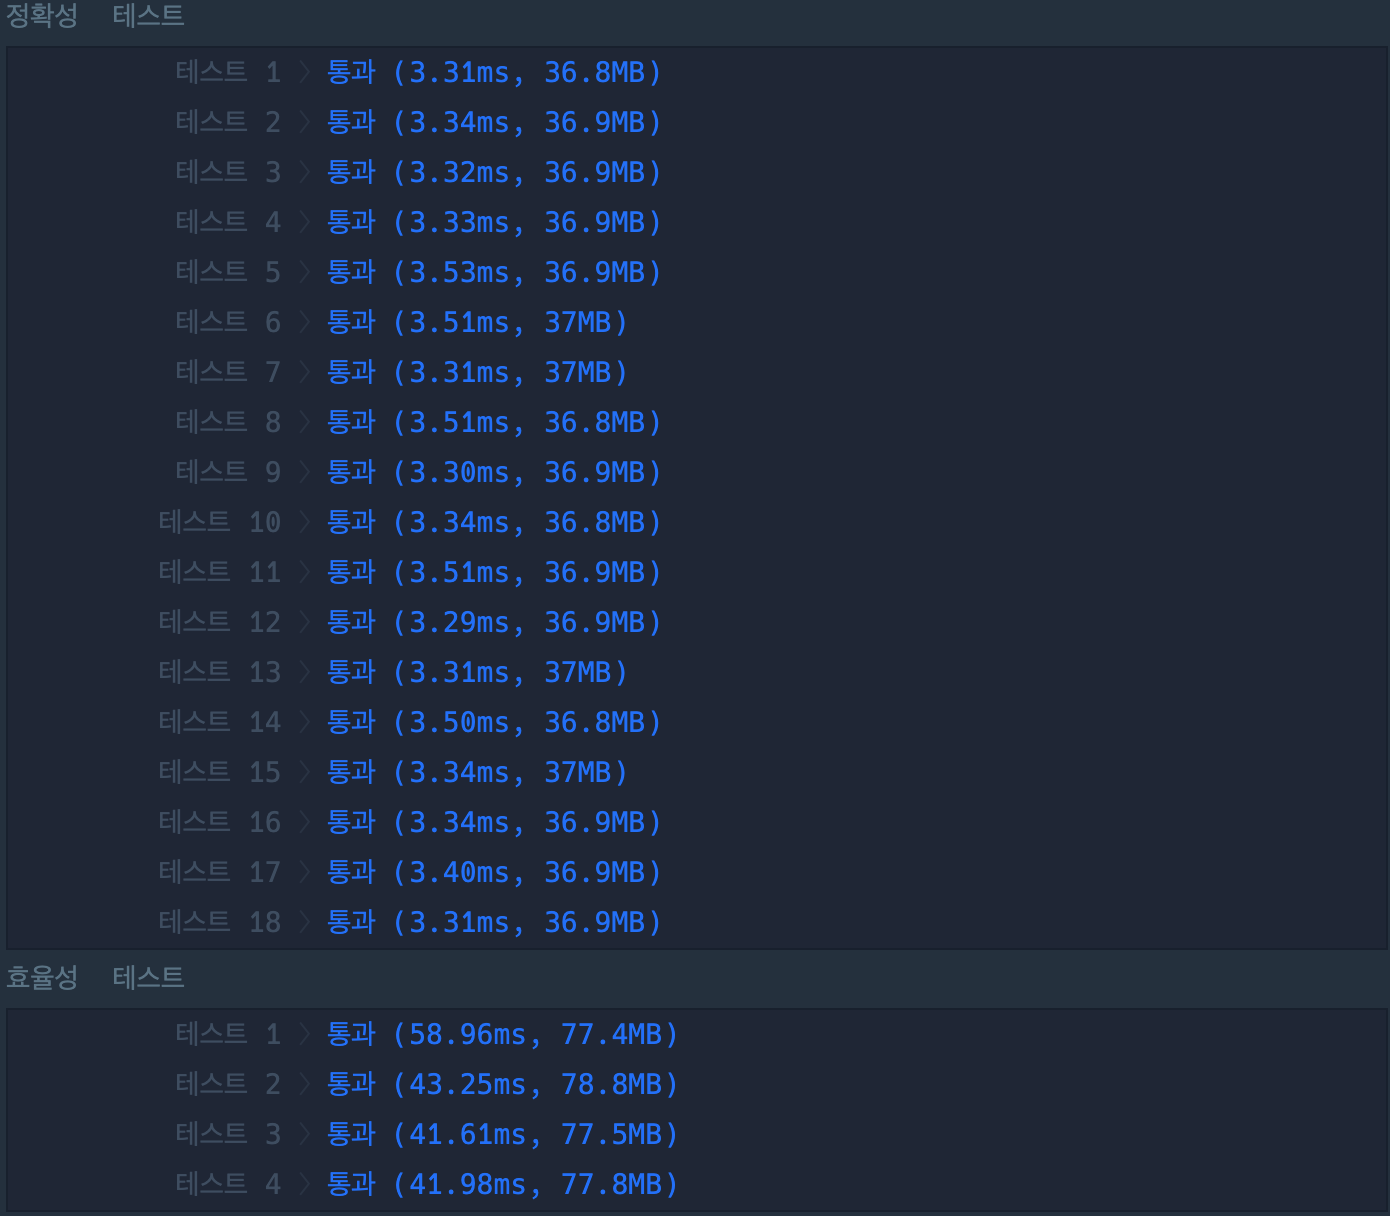 정확성 테스트
테스트 1 〉 통과 (3.31ms, 36.8MB)
테스트 2 〉 통과 (3.34ms, 36.9MB)
테스트 3 〉 통과 (3.32ms, 36.9MB)
테스트 4 〉 통과 (3.33ms, 36.9MB)
테스트 5 〉 통과 (3.53ms, 36.9MB)
테스트 6 〉 통과 (3.51ms, 37MB)
테스트 7 〉 통과 (3.31ms, 37MB)
테스트 8 〉 통과 (3.51ms, 36.8MB)
테스트 9 〉 통과 (3.30ms, 36.9MB)
테스트 10 〉 통과 (3.34ms, 36.8MB)
테스트 11 〉 통과 (3.51ms, 36.9MB)
테스트 12 〉 통과 (3.29ms, 36.9MB)
테스트 13 〉 통과 (3.31ms, 37MB)
테스트 14 〉 통과 (3.50ms, 36.8MB)
테스트 15 〉 통과 (3.34ms, 37MB)
테스트 16 〉 통과 (3.34ms, 36.9MB)
테스트 17 〉 통과 (3.40ms, 36.9MB)
테스트 18 〉 통과 (3.31ms, 36.9MB)
효율성 테스트
테스트 1 〉 통과 (58.96ms, 77.4MB)
테스트 2 〉 통과 (43.25ms, 78.8MB)
테스트 3 〉 통과 (41.61ms, 77.5MB)
테스트 4 〉 통과 (41.98ms, 77.8MB)